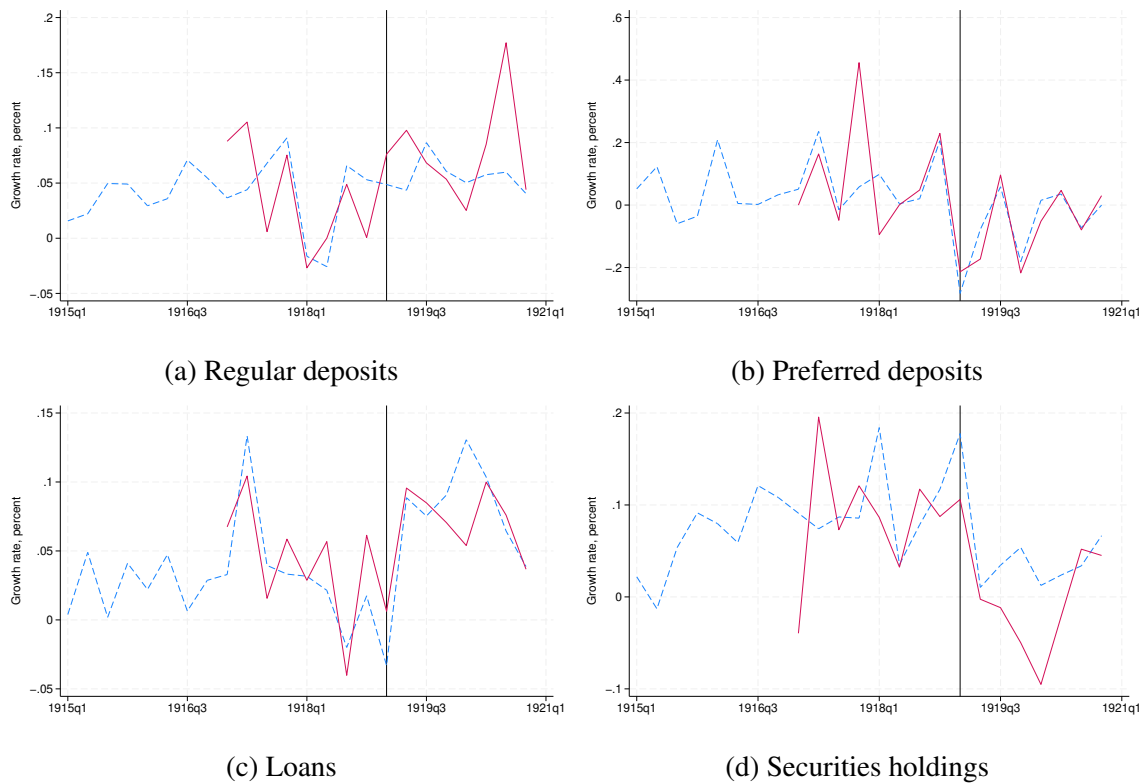 .2
.15
.1
.05
0
-.05
Growth rate, percent
1915q1 1916q3 1918q1 1919q3 1921q1
(a) Regular deposits
.6
.4
.2
0
-.2
Growth rate, percent
1915q1 1916q3 1918q1 1919q3 1921q1
(b) Preferred deposits
.15
.1
.05
0
-.05
Growth rate, percent
1915q1 1916q3 1918q1 1919q3 1921q1
(c) Loans
.2
.1
0
-.1
Growth rate, percent
1915q1 1916q3 1918q1 1919q3 1921q1
(d) Securities holdings